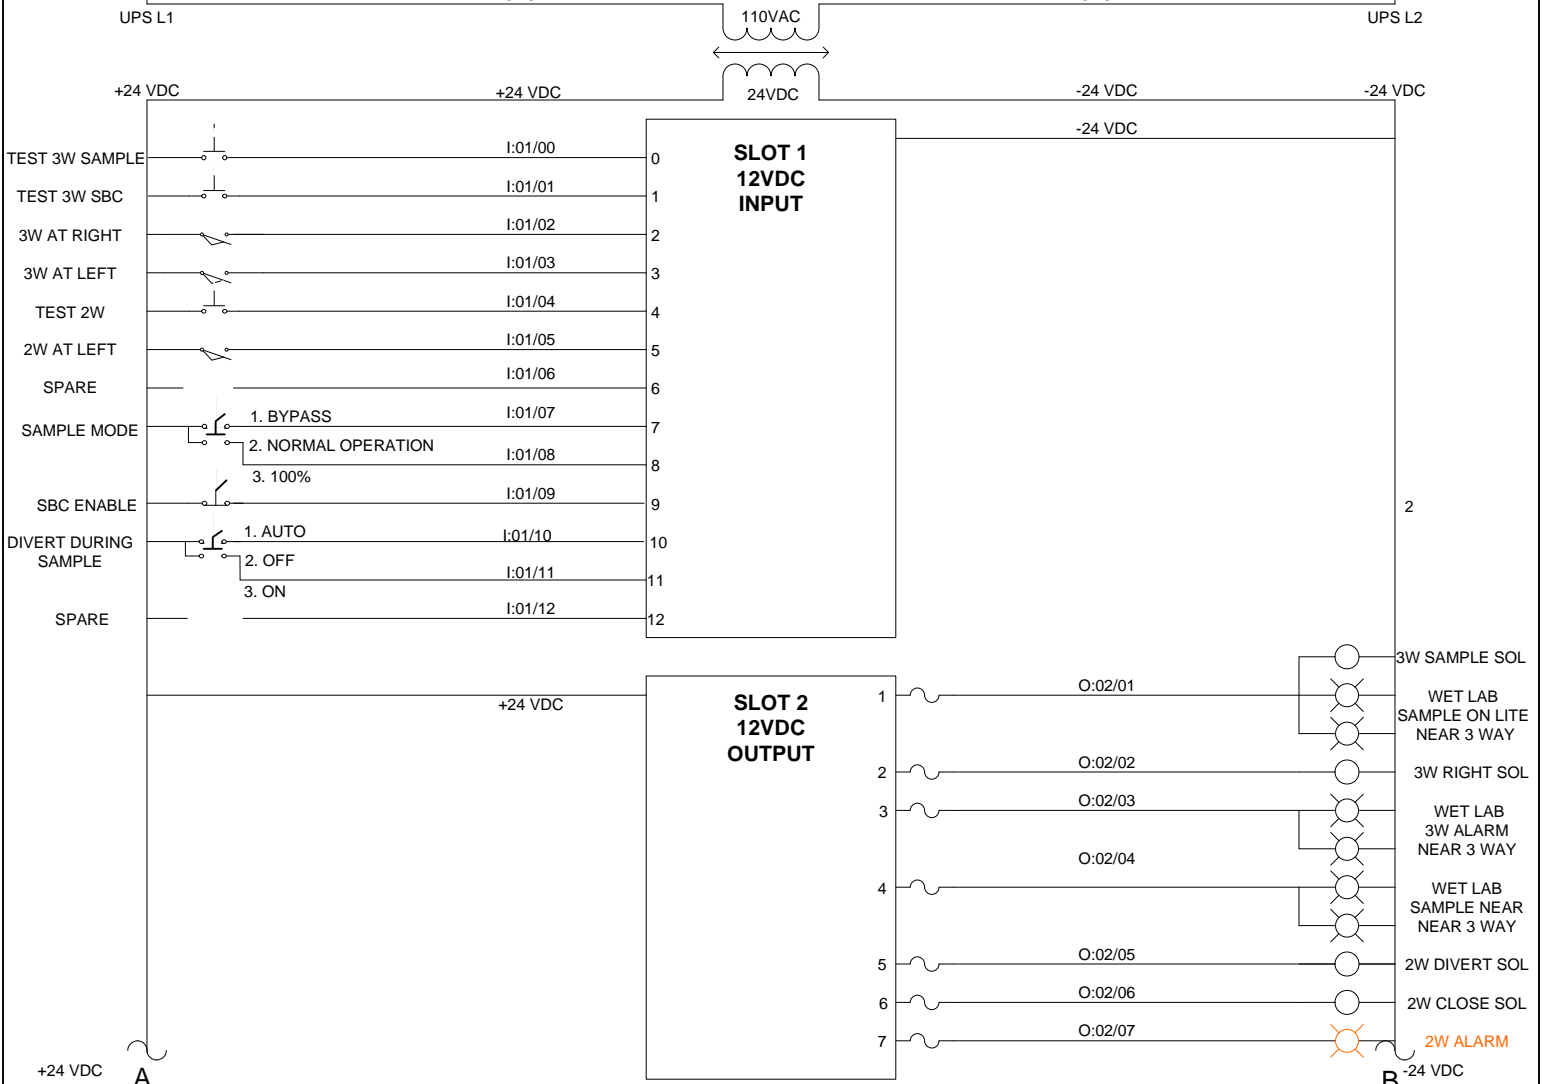 UPS L1
110VAC
UPS L2
+24 VDC
+24 VDC
24VDC
-24 VDC
-24 VDC
-24 VDC
SLOT 1
12VDC
INPUT
TEST 3W SAMPLE
I:01/00
0
TEST 3W SBC
I:01/01
1
3W AT RIGHT
I:01/02
2
3W AT LEFT
I:01/03
3
TEST 2W
I:01/04
4
2W AT LEFT
I:01/05
5
SPARE
I:01/06
6
SAMPLE MODE
1. BYPASS
I:01/07
7
2. NORMAL OPERATION
I:01/08
8
3. 100%
SBC ENABLE
I:01/09
9
2
DIVERT DURING
SAMPLE
1. AUTO
I:01/10
10
2. OFF
I:01/11
11
3. ON
SPARE
I:01/12
12
+24 VDC
SLOT 2
12VDC
OUTPUT
3W SAMPLE SOL
1
O:02/01
WET LAB
SAMPLE ON LITE
NEAR 3 WAY
2
O:02/02
3W RIGHT SOL
3
O:02/03
WET LAB
3W ALARM
NEAR 3 WAY
O:02/04
4
WET LAB
SAMPLE NEAR
NEAR 3 WAY
5
O:02/05
2W DIVERT SOL
6
O:02/06
2W CLOSE SOL
7
O:02/07
2W ALARM
+24 VDC
A
B
-24 VDC